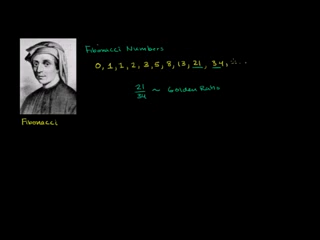 Fibonacci Numbers
0, 1, 1, 2, 3, 5, 8, 13, 21, 34, ...
21/34 ~ Golden Ratio
Fibonacci